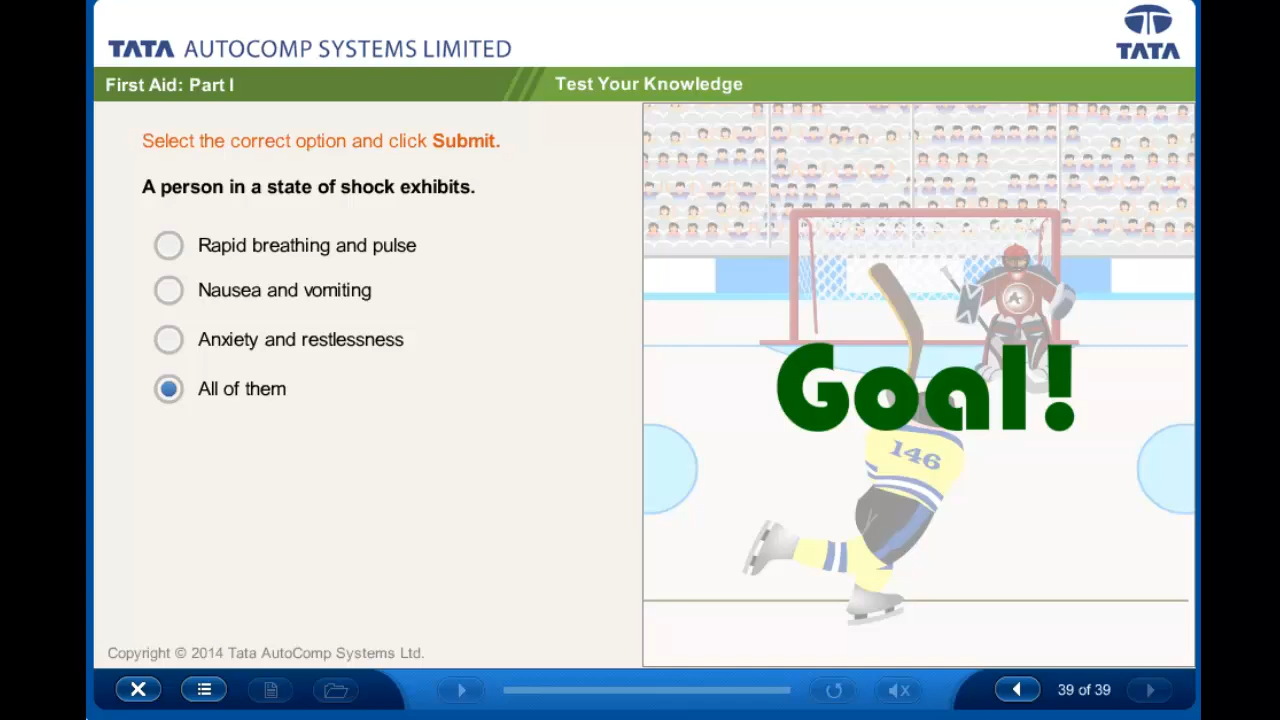 TATA AUTOCOMP SYSTEMS LIMITED
TATA
First Aid: Part I
Test Your Knowledge
Select the correct option and click Submit.
A person in a state of shock exhibits.
Rapid breathing and pulse
Nausea and vomiting
Anxiety and restlessness
All of them
A+
Goal!
146
Copyright © 2014 Tata AutoComp Systems Ltd.
39 of 39